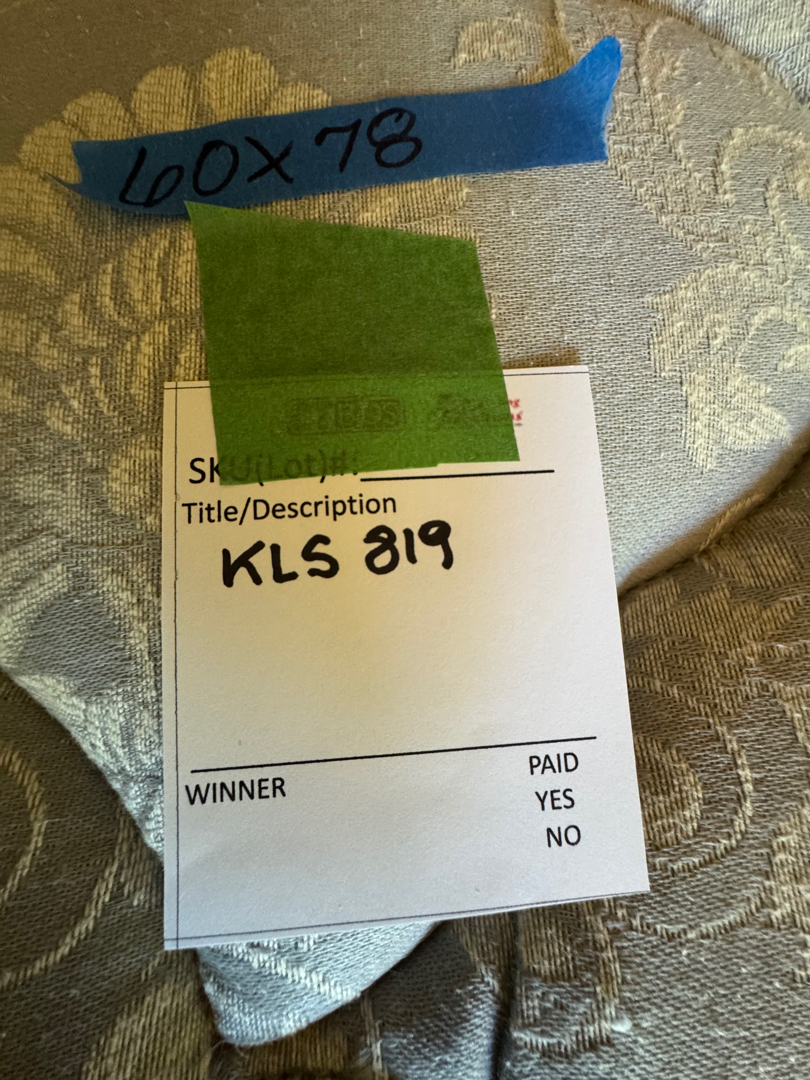 60X78
SKU(Lot)#:
Title/Description
KLS 819
WINNER
PAID
YES
NO